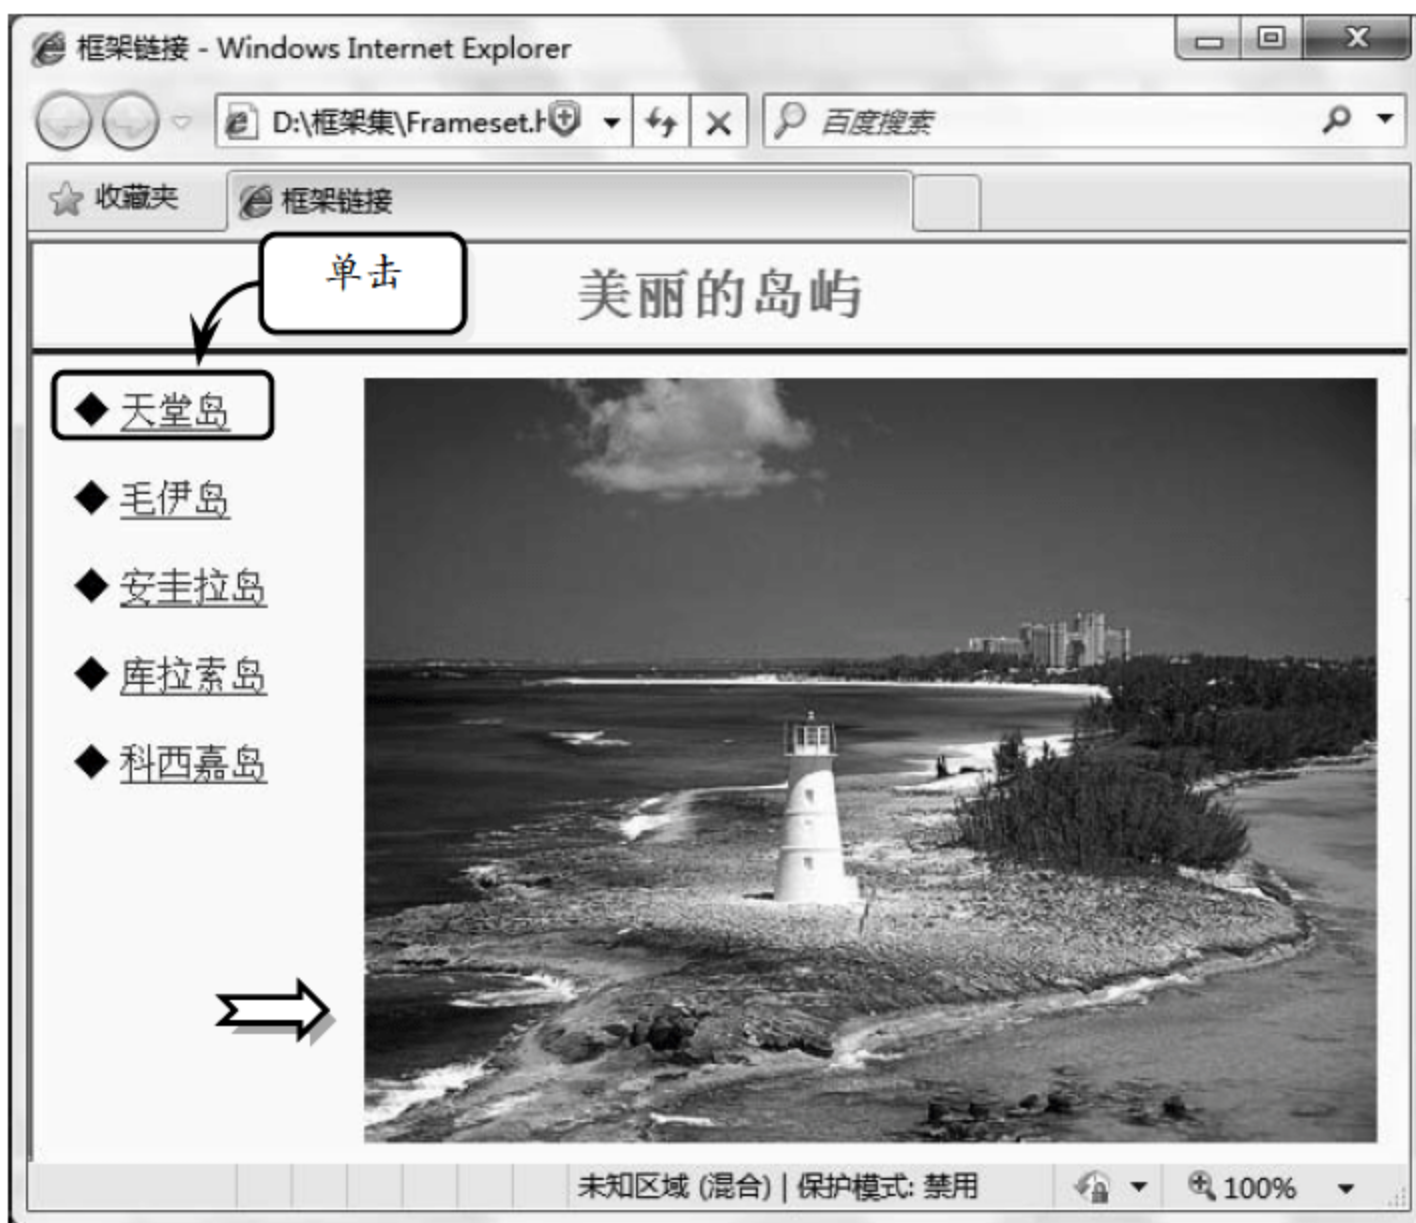 框架链接 - Windows Internet Explorer
D:\框架集\Frameset.h
百度搜索
收藏夹
框架链接
单击
美丽的岛屿
◆ 天堂岛
◆ 毛伊岛
◆ 安圭拉岛
◆ 库拉索岛
◆ 科西嘉岛
未知区域 (混合) | 保护模式: 禁用
100%